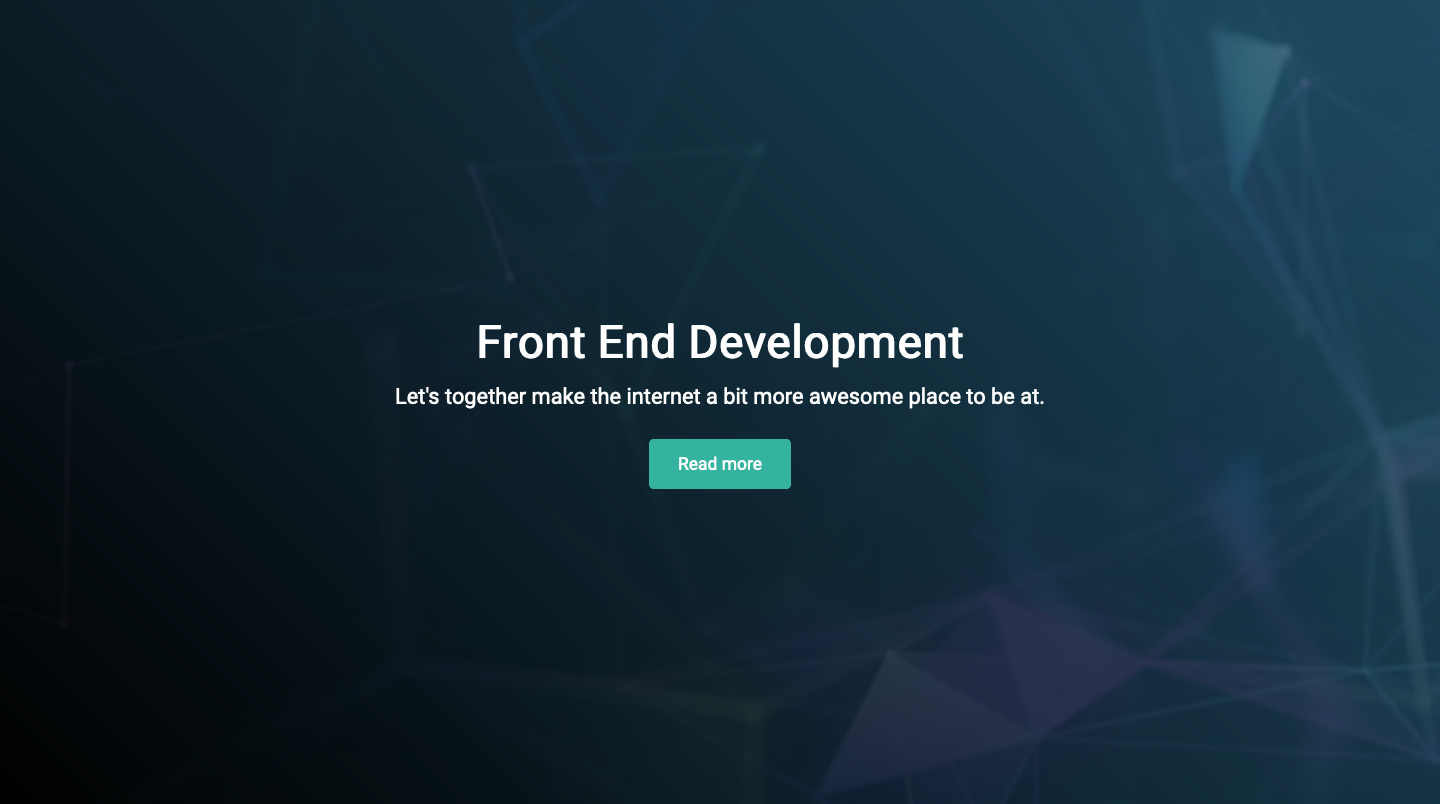 Front End Development
Let's together make the internet a bit more awesome place to be at.
Read more